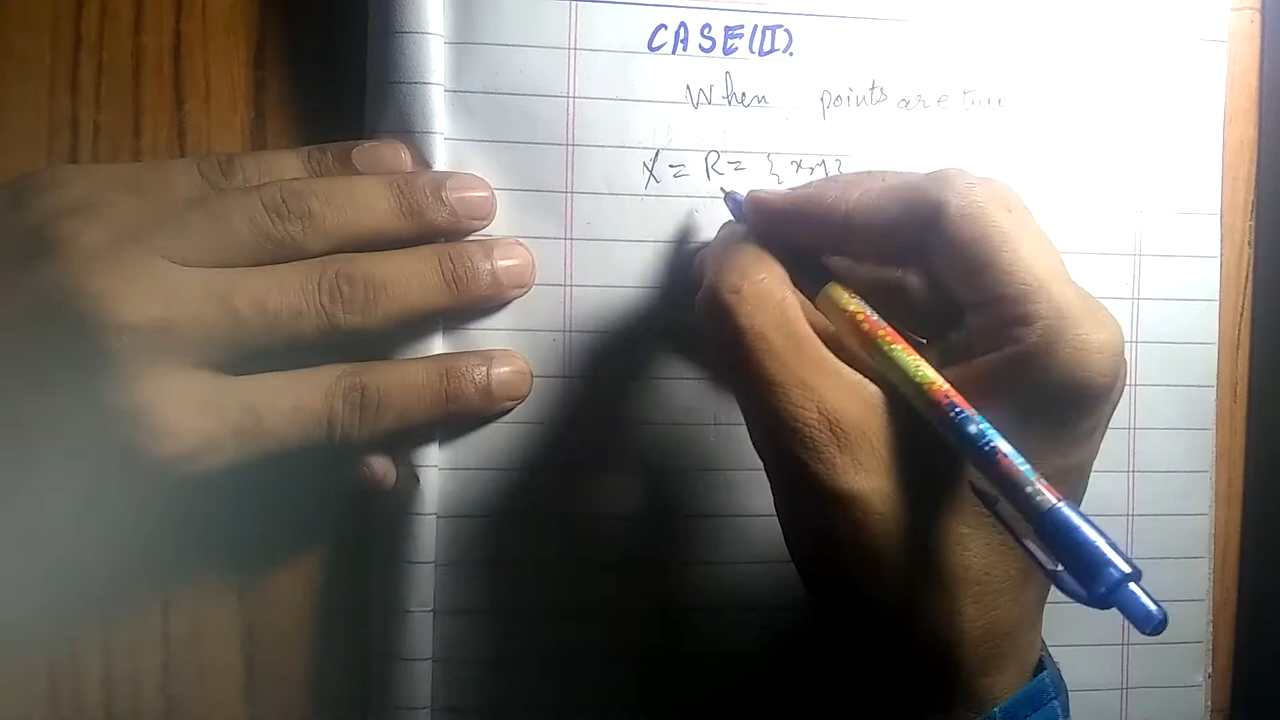 CASE(II).
When points are
X = R = {x,y}